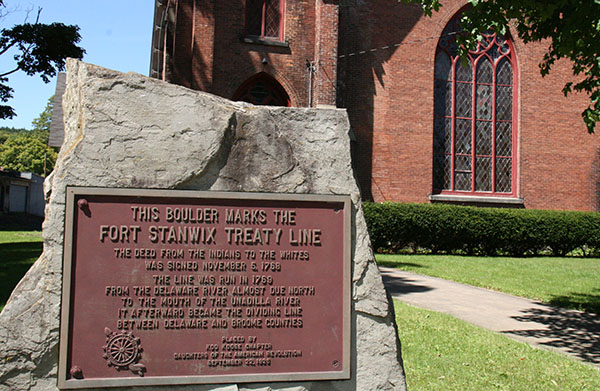 THIS BOULDER MARKS THE
FORT STANWIX TREATY LINE
THE DEED FROM THE INDIANS TO THE WHITES
WAS SIGNED NOVEMBER 5, 1768
THE LINE WAS RUN IN 1769
FROM THE DELAWARE RIVER ALMOST DUE NORTH
TO THE MOUTH OF THE UNADILLA RIVER
IT AFTERWARD BECAME THE DIVIDING LINE
BETWEEN DELAWARE AND BROOME COUNTIES
PLACED BY
KOO KOOSE CHAPTER
DAUGHTERS OF THE AMERICAN REVOLUTION
SEPTEMBER